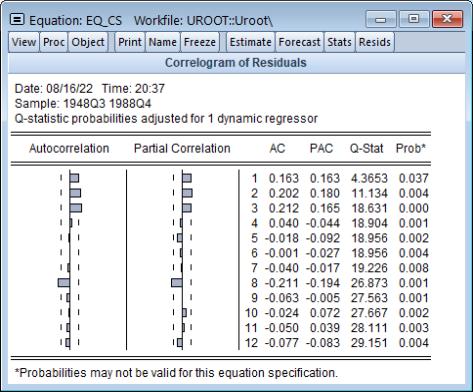 Equation: EQ_CS Workfile: UROOT::Uroot\
View Proc Object Print Name Freeze Estimate Forecast Stats Resids
Correlogram of Residuals
Date: 08/16/22 Time: 20:37
Sample: 1948Q3 1988Q4
Q-statistic probabilities adjusted for 1 dynamic regressor
Autocorrelation Partial Correlation AC PAC Q-Stat Prob*
1 0.163 0.163 4.3653 0.037
2 0.202 0.180 11.134 0.004
3 0.212 0.165 18.631 0.000
4 0.040 -0.044 18.904 0.001
5 -0.018 -0.092 18.956 0.002
6 -0.001 -0.027 18.956 0.004
7 -0.040 -0.017 19.226 0.008
8 -0.211 -0.194 26.873 0.001
9 -0.063 -0.005 27.563 0.001
10 -0.024 0.072 27.667 0.002
11 -0.050 0.039 28.111 0.003
12 -0.077 -0.083 29.151 0.004
*Probabilities may not be valid for this equation specification.